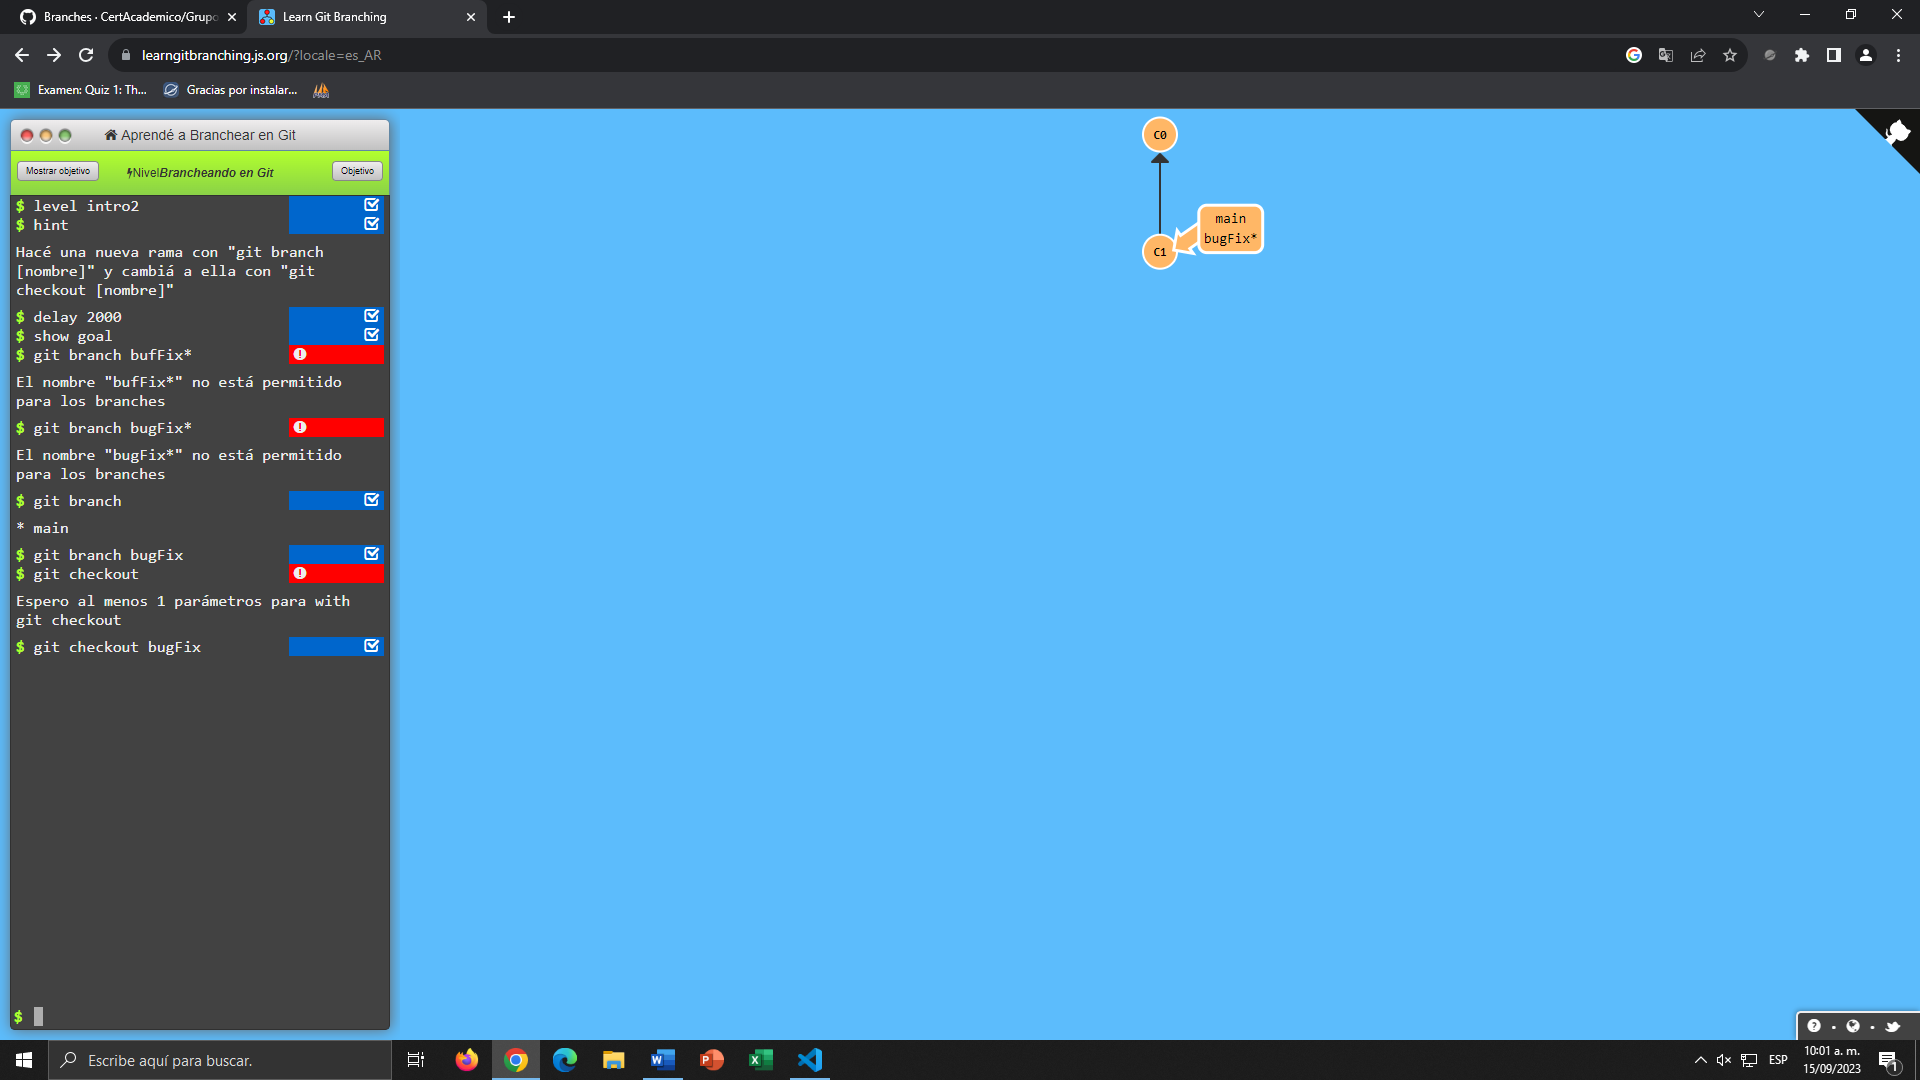 Branches · CertAcademico/Grupo
Learn Git Branching
learngitbranching.js.org/?locale=es_AR
Examen: Quiz 1: Th...
Gracias por instalar...
Aprendé a Branchear en Git
Mostrar objetivo
NivelBrancheando en Git
Objetivo
$ level intro2
$ hint
Hacé una nueva rama con "git branch
[nombre]" y cambiá a ella con "git
checkout [nombre]"
$ delay 2000
$ show goal
$ git branch bufFix*
El nombre "bufFix*" no está permitido
para los branches
$ git branch bugFix*
El nombre "bugFix*" no está permitido
para los branches
$ git branch
* main
$ git branch bugFix
$ git checkout
Espero al menos 1 parámetros para with
git checkout
$ git checkout bugFix
$
C0
main
bugFix*
C1
Escribe aquí para buscar.
ESP
10:01 a. m.
15/09/2023
1